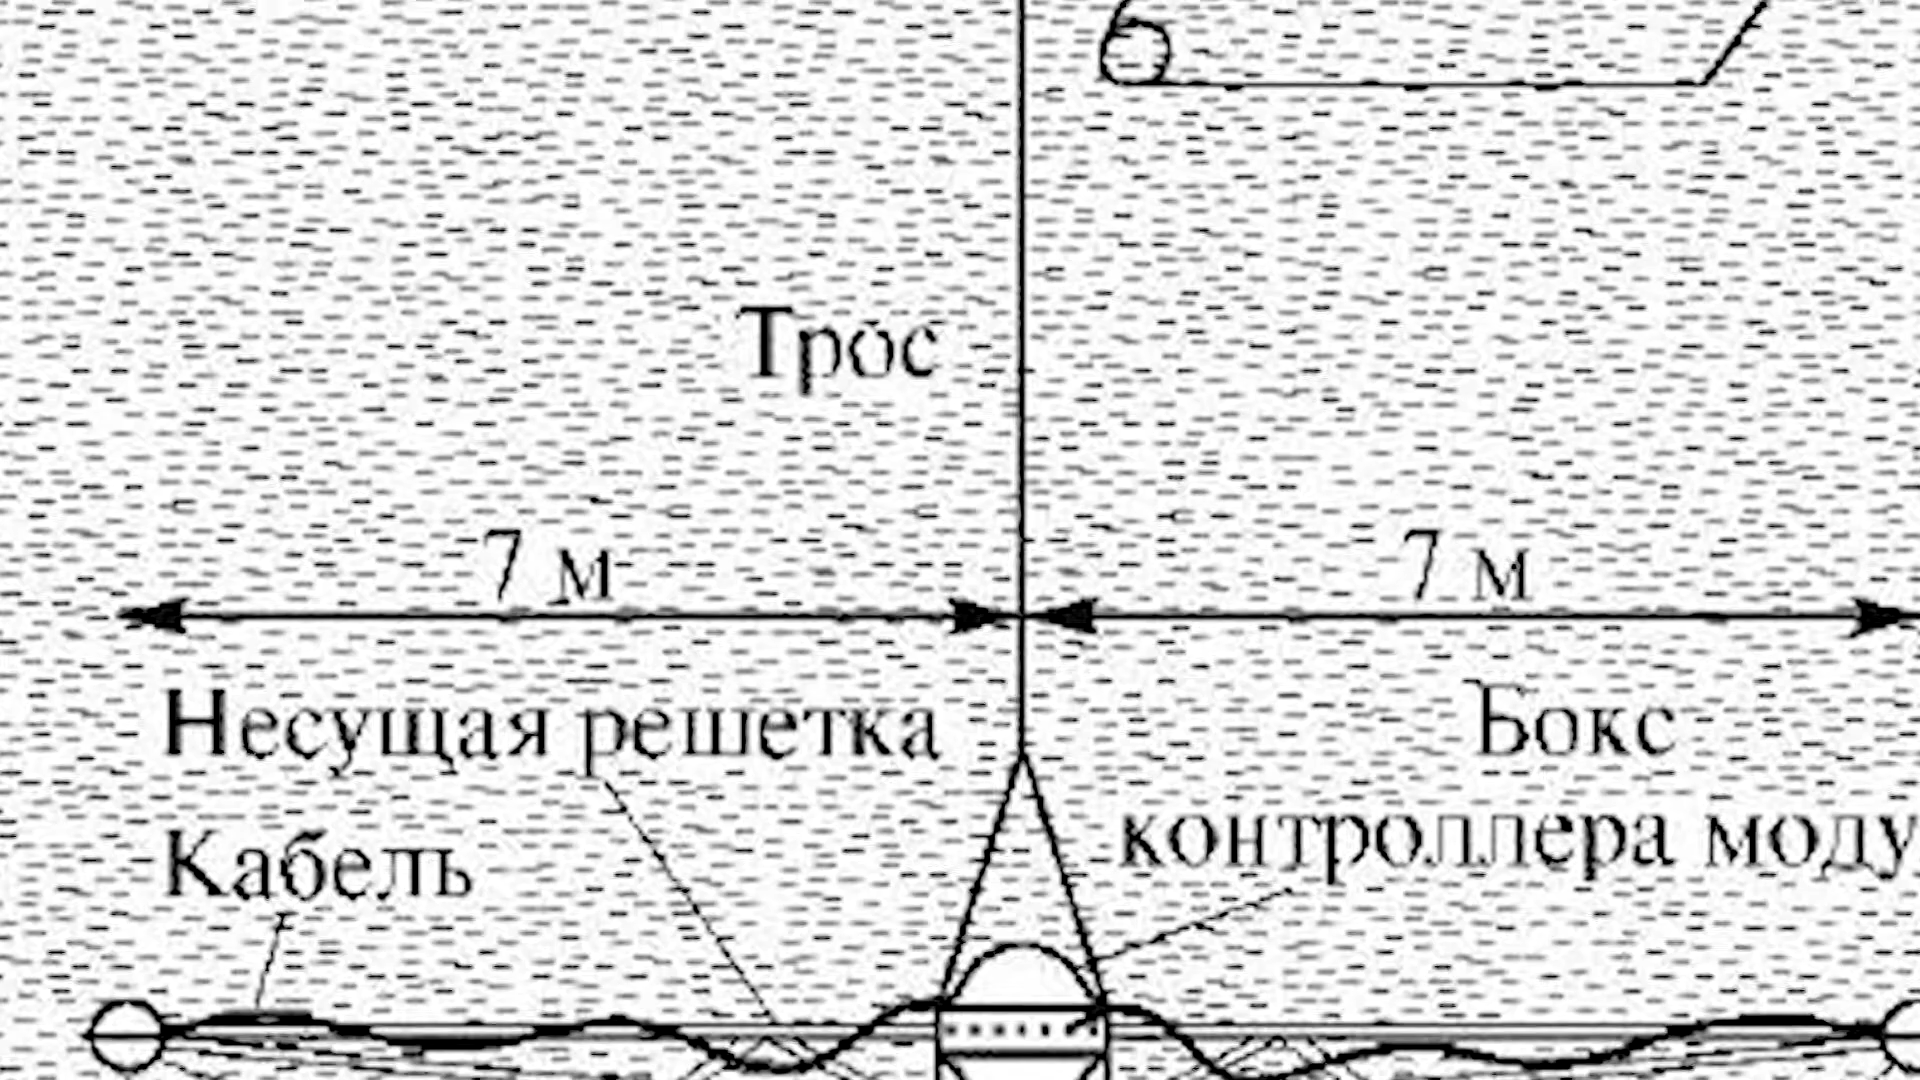 6
Трос
7 м
7 м
Несущая решетка
Бокс
контроллера моду
Кабель